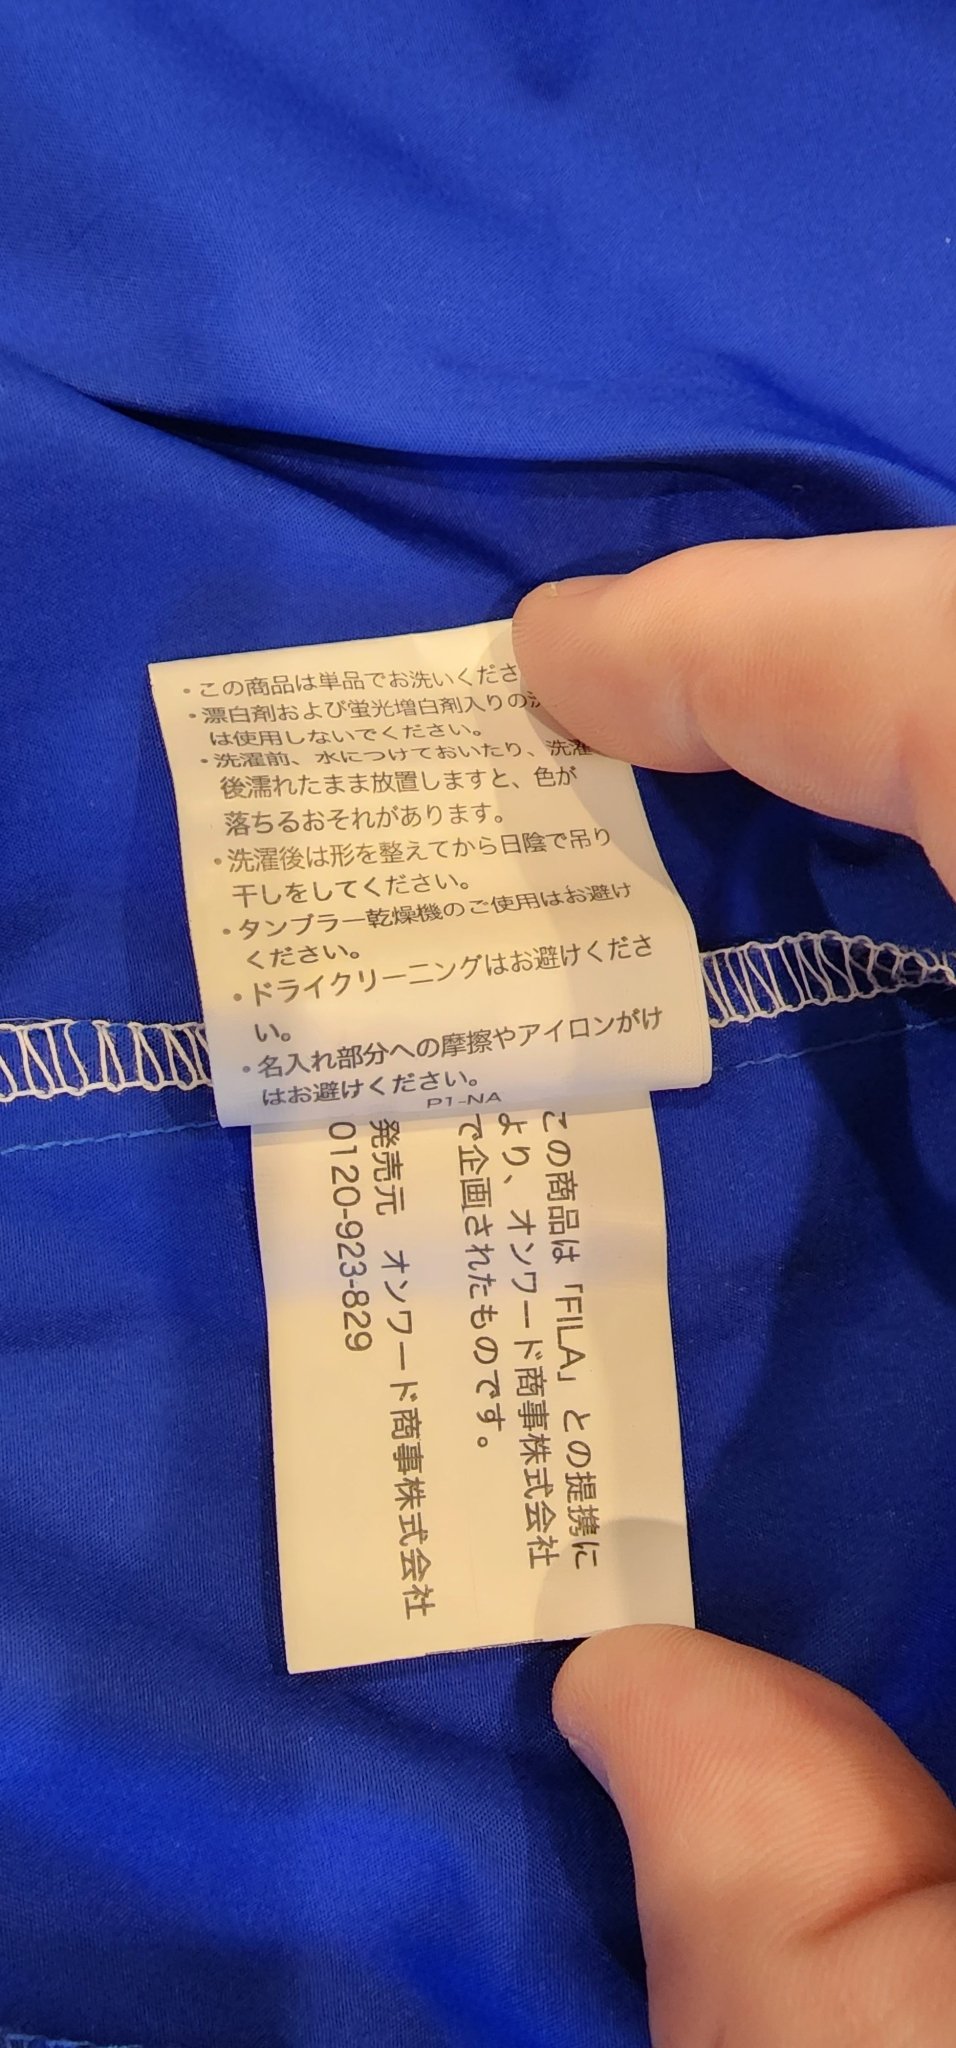 ・この商品は単品でお洗いくださ
・漂白剤および蛍光増白剤入りの
は使用しないでください。
・洗濯前、水につけておいたり、洗濯
後濡れたまま放置しますと、色が
落ちるおそれがあります。
・洗濯後は形を整えてから日陰で吊り
干しをしてください。
・タンブラー乾燥機のご使用はお避け
ください。
・ドライクリーニングはお避けくださ
い。
・名入れ部分への摩擦やアイロンがけ
はお避けください。
P1-NA
この商品は「FILA」との提携に
より、オンワード商事株式会社
で企画されたものです。
発売元 オンワード商事株式会社
0120-923-829